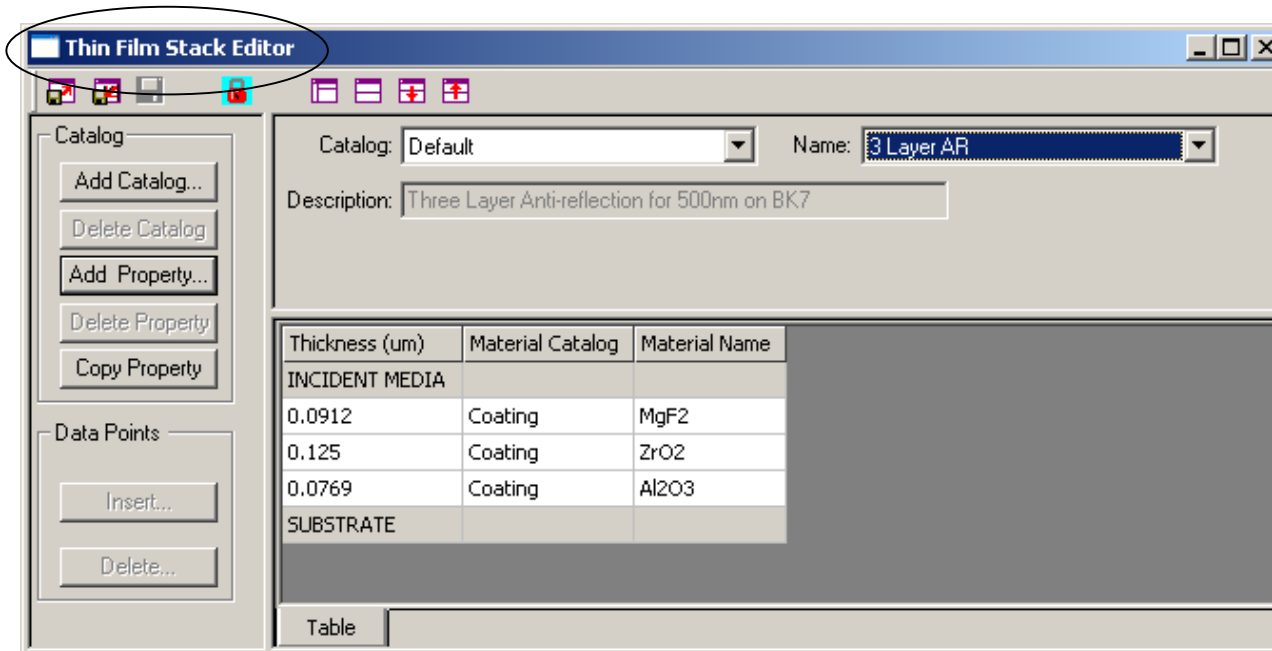 Thin Film Stack Editor
Catalog
Add Catalog...
Delete Catalog
Add Property...
Delete Property
Copy Property
Data Points
Insert...
Delete...
Catalog: Default Name: 3 Layer AR
Description: Three Layer Anti-reflection for 500nm on BK7
Thickness (um) Material Catalog Material Name
INCIDENT MEDIA
0.0912 Coating MgF2
0.125 Coating ZrO2
0.0769 Coating Al2O3
SUBSTRATE
Table